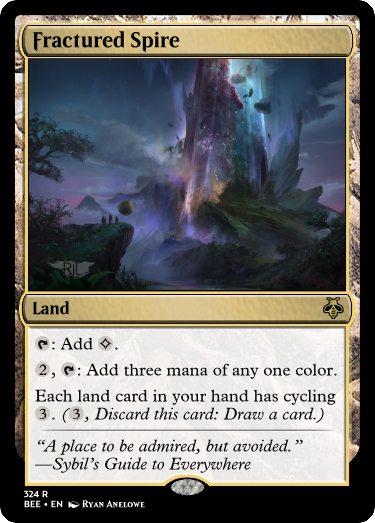 Fractured Spire
RJL
Land
{T}: Add {C}.
2, {T}: Add three mana of any one color.
Each land card in your hand has cycling
3. (3, Discard this card: Draw a card.)
“A place to be admired, but avoided.”
—Sybil's Guide to Everywhere
324 R
BEE • EN Ryan Anelowe